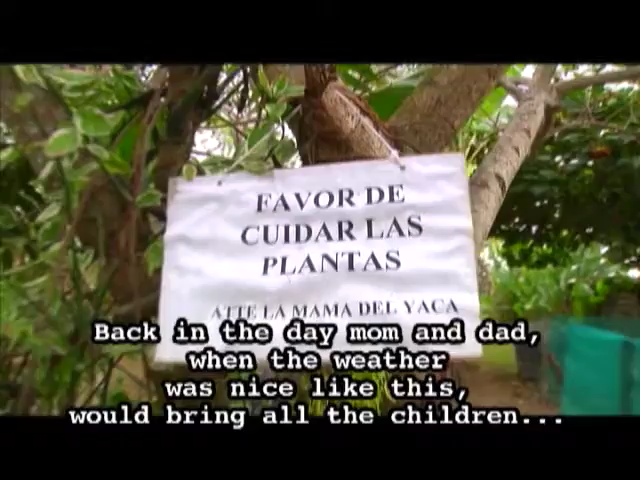 FAVOR DE
CUIDAR LAS
PLANTAS
ATTE LA MAMA DEL YACA
Back in the day mom and dad,
when the weather
was nice like this,
would bring all the children...